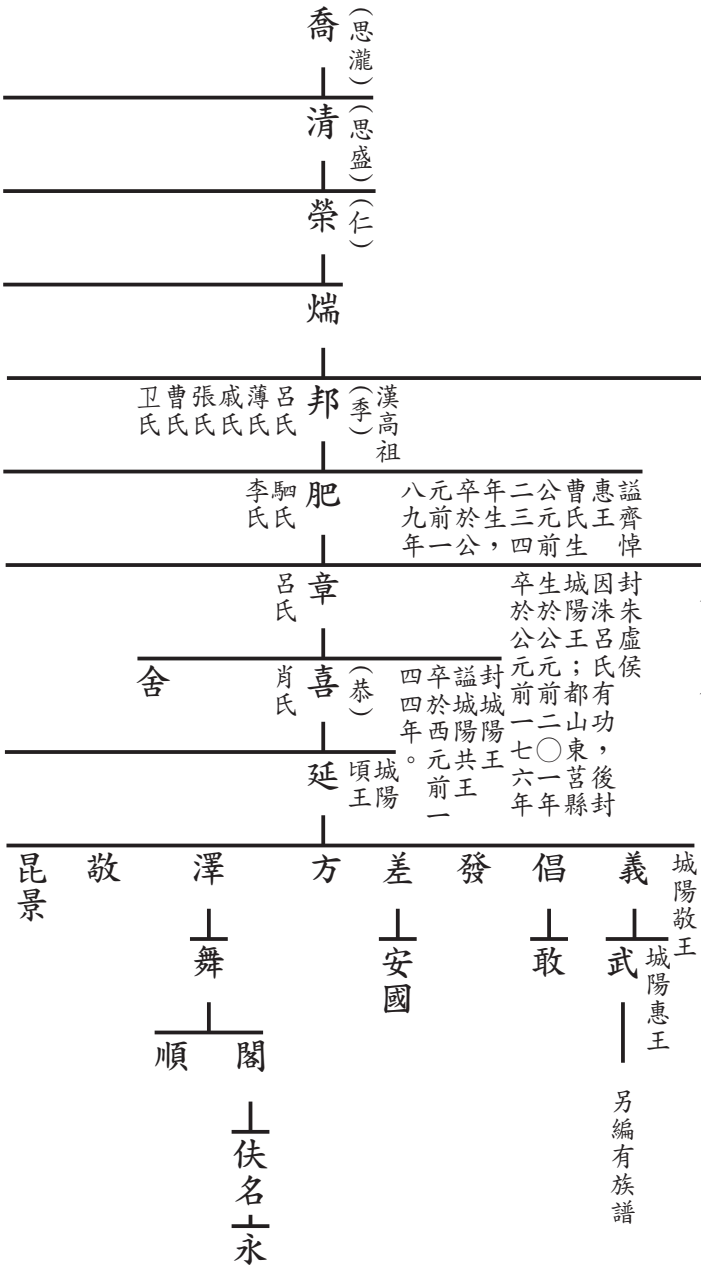 喬
(思瀧)
清
(思盛)
榮
(仁)
煓
漢高祖
(季)
邦
呂氏
薄氏
戚氏
張氏
曹氏
卫氏
謚齊悼
惠王
曹氏生
公元前
二三四
年生，
卒於公
元前一
八九年
肥
駟氏
李氏
封朱虛侯
因洙呂氏有功，後封
城陽王；都山東莒縣
生於公元前二〇一年
卒於公元前一七六年
章
呂氏
封城陽王
謚城陽共王
卒於西元前一
四四年。
(恭)
喜
肖氏
舍
城陽
頃王
延
城陽敬王
義
倡
發
差
方
澤
敬
昆景
城陽惠王
武
敢
安國
舞
另編有族譜
閣
順
佚名
永